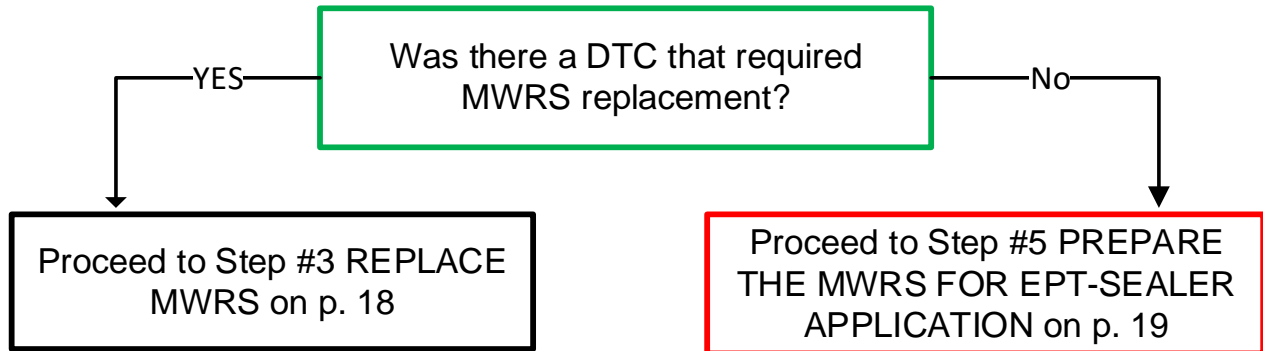 Was there a DTC that required
MWRS replacement?
YES
No
Proceed to Step #3 REPLACE
MWRS on p. 18
Proceed to Step #5 PREPARE
THE MWRS FOR EPT-SEALER
APPLICATION on p. 19